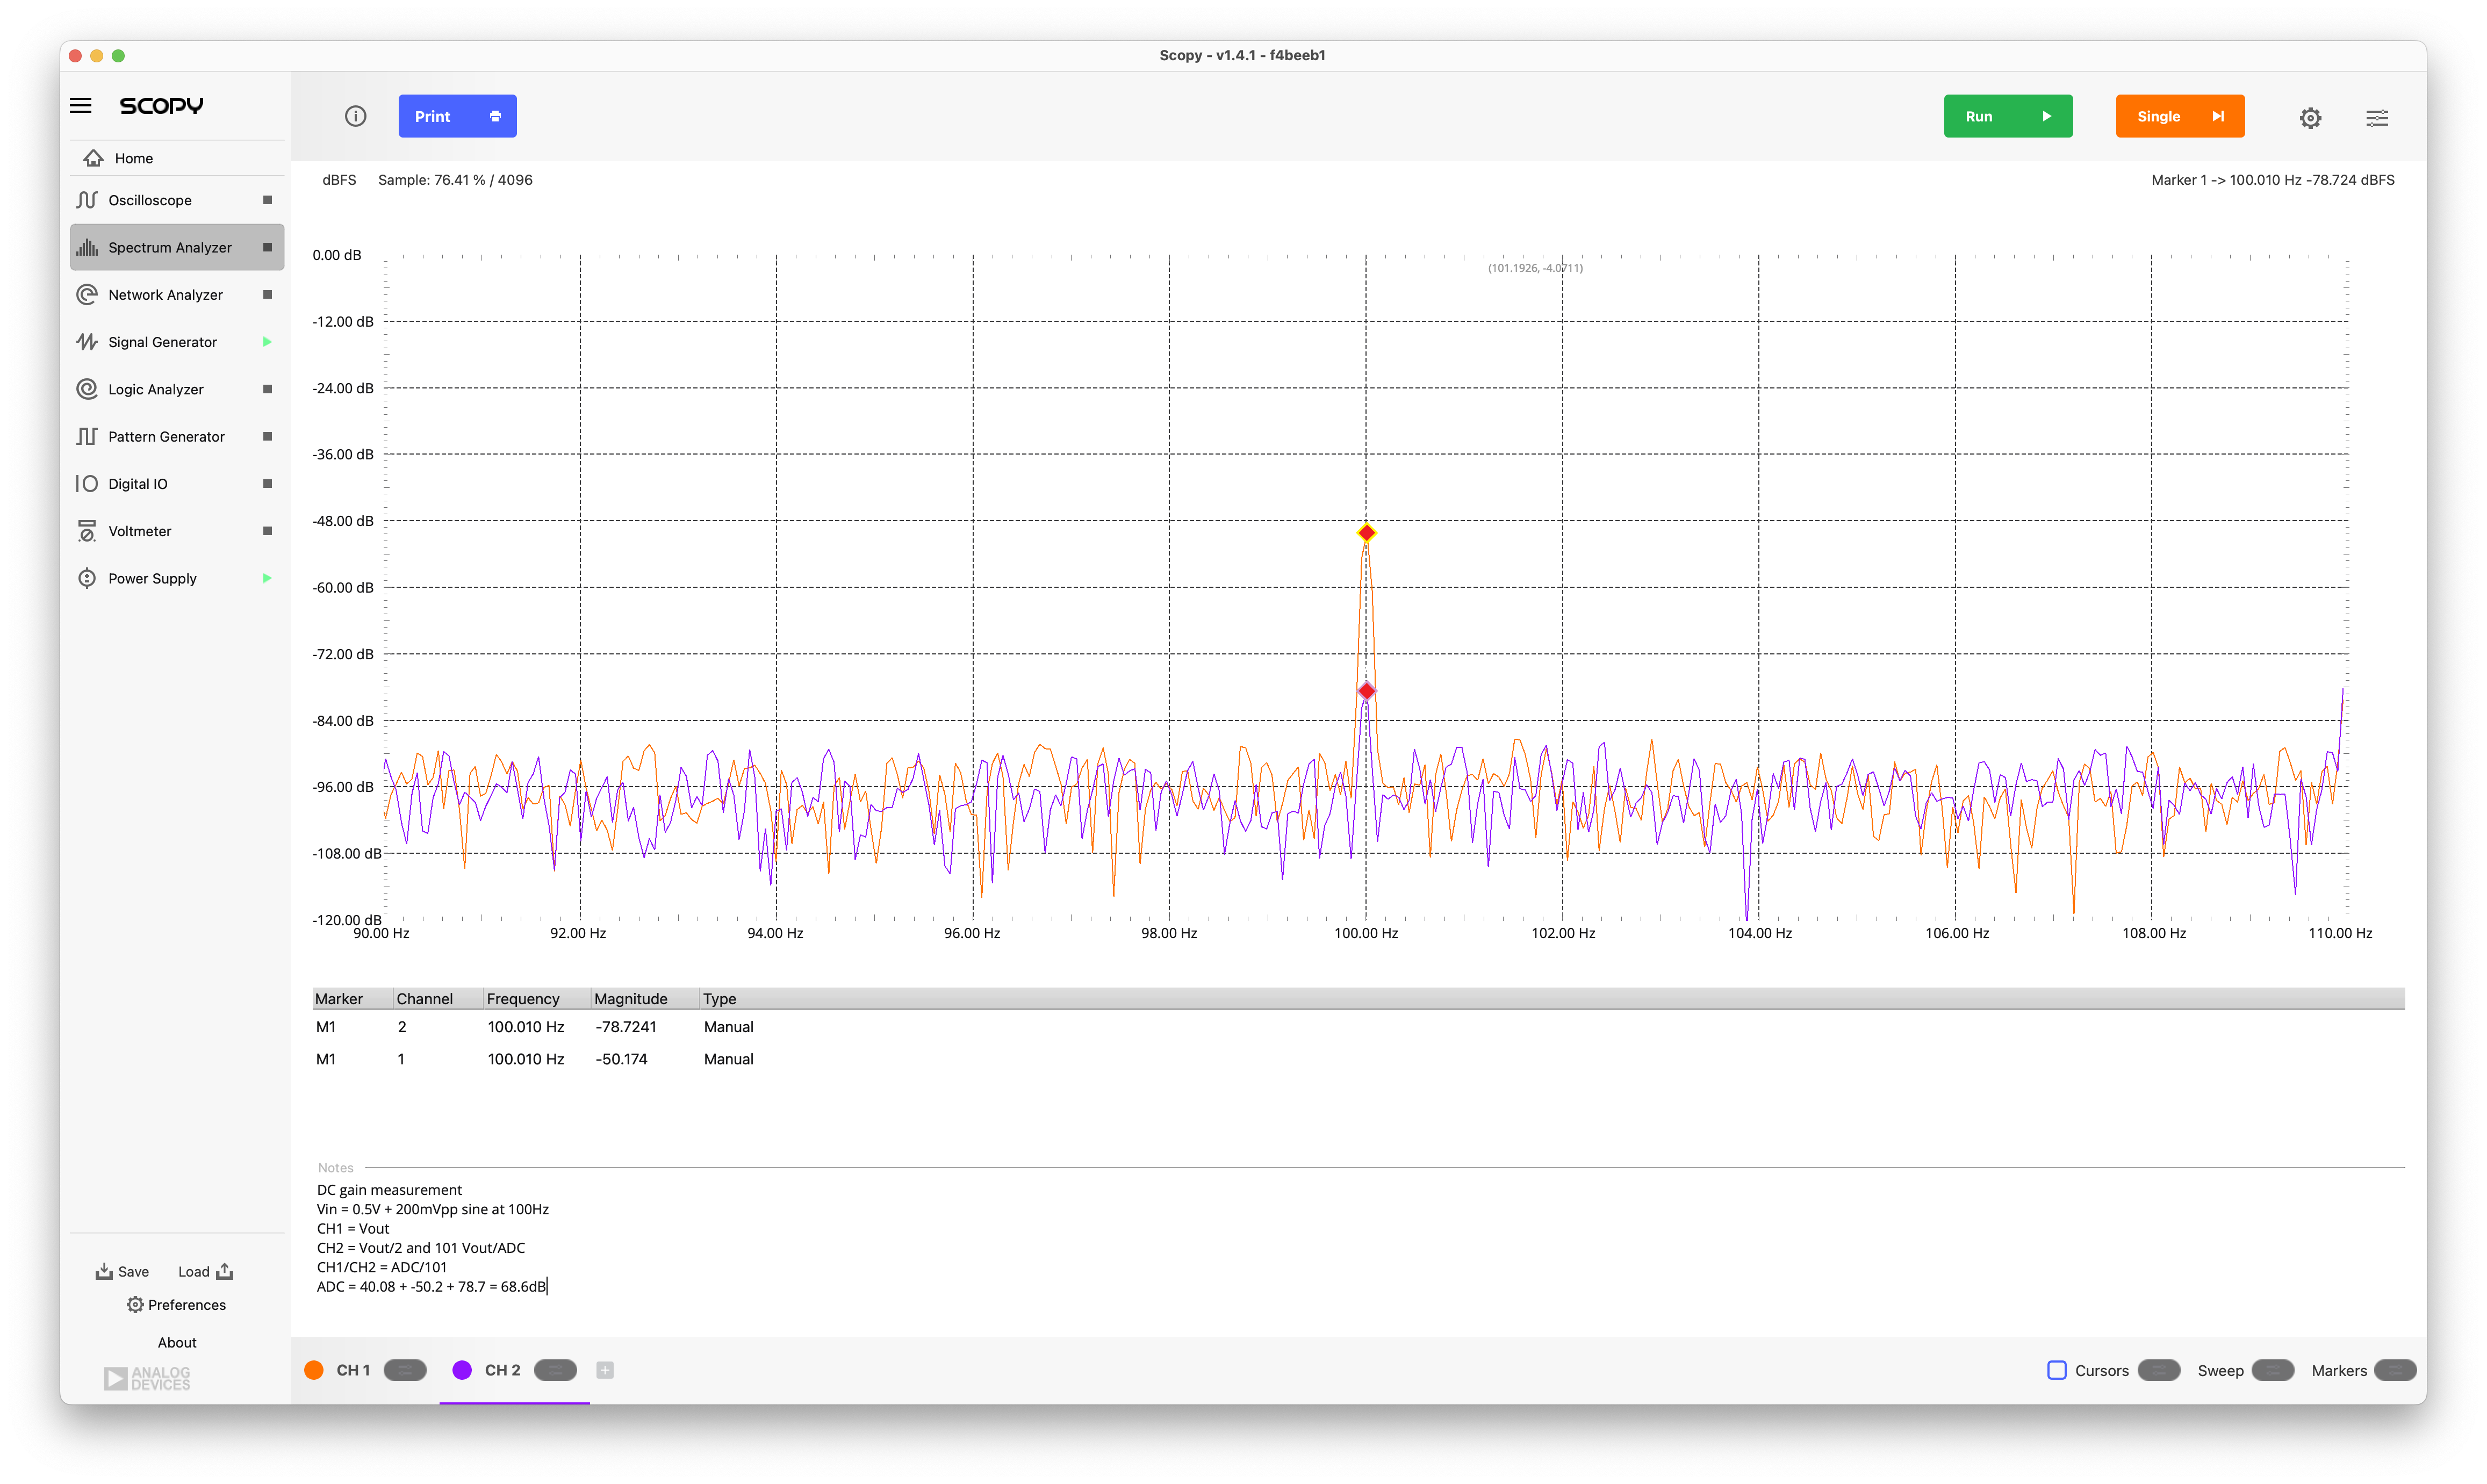 Scopy - v1.4.1 - f4beeb1
SCOPY
Print
Run
Single
Home
Oscilloscope
Spectrum Analyzer
Network Analyzer
Signal Generator
Logic Analyzer
Pattern Generator
Digital IO
Voltmeter
Power Supply
dBFS Sample: 76.41 % / 4096
Marker 1 -> 100.010 Hz -78.724 dBFS
(101.1926, -4.0711)
0.00 dB
-12.00 dB
-24.00 dB
-36.00 dB
-48.00 dB
-60.00 dB
-72.00 dB
-84.00 dB
-96.00 dB
-108.00 dB
-120.00 dB
90.00 Hz 92.00 Hz 94.00 Hz 96.00 Hz 98.00 Hz 100.00 Hz 102.00 Hz 104.00 Hz 106.00 Hz 108.00 Hz 110.00 Hz
Marker Channel Frequency Magnitude Type
M1 2 100.010 Hz -78.7241 Manual
M1 1 100.010 Hz -50.174 Manual
Notes
DC gain measurement
Vin = 0.5V + 200mVpp sine at 100Hz
CH1 = Vout
CH2 = Vout/2 and 101 Vout/ADC
CH1/CH2 = ADC/101
ADC = 40.08 + -50.2 + 78.7 = 68.6dB
Save Load
Preferences
About
ANALOG
DEVICES
CH 1 CH 2
Cursors Sweep Markers